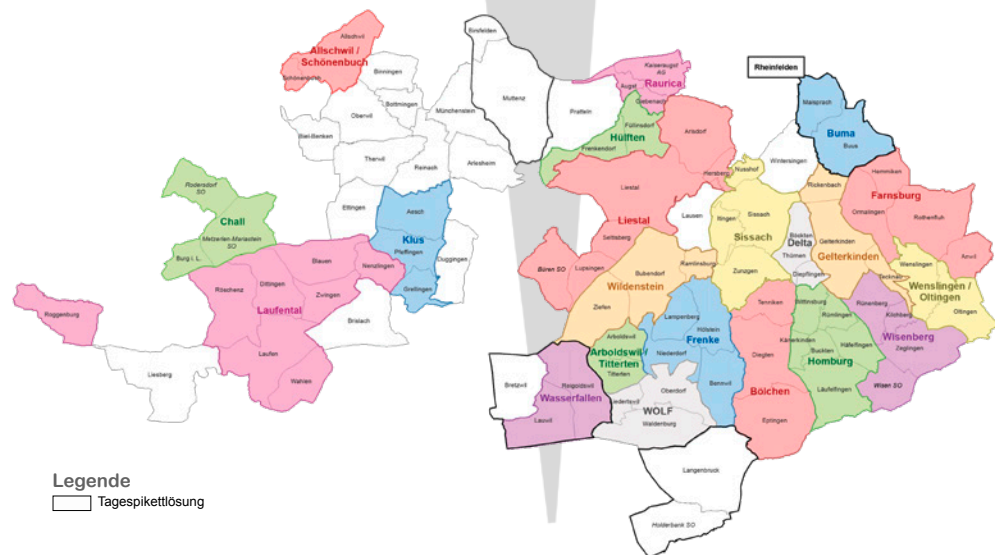 Birsfelden
Allschwil
Allschwil /
Schönenbuch
Schönenbuch
Binningen
Bottmingen
Oberwil
Münchenstein
Muttenz
Pratteln
Biel-Benken
Therwil
Reinach
Arlesheim
Ettingen
Kaiseraugst
AG
Augst
Raurica
Giebenach
Füllinsdorf
Hülften
Frenkendorf
Arisdorf
Hersberg
Rheinfelden
Maisprach
Buma
Buus
Nusshof
Wintersingen
Hemmiken
Rickenbach
Farnsburg
Ormalingen
Rothenfluh
Rodersdorf
SO
Chall
Metzerlen-Mariastein
SO
Burg i. L.
Aesch
Klus
Pfeffingen
Duggingen
Grellingen
Liestal
Liestal
Lausen
Itingen
Sissach
Sissach
Böckten
Delta
Thürnen
Diepflingen
Gelterkinden
Gelterkinden
Tecknau
Wenslingen
Anwil
Wenslingen /
Oltingen
Oltingen
Seltisberg
Büren SO
Lupsingen
Bubendorf
Ramlinsburg
Wildenstein
Ziefen
Zunzgen
Blauen
Nenzlingen
Röschenz
Dittingen
Zwingen
Laufental
Brislach
Laufen
Wahlen
Roggenburg
Liesberg
Lampenberg
Hölstein
Frenke
Niederdorf
Bennwil
Tenniken
Diegten
Bölchen
Eptingen
Wittinsburg
Rümlingen
Känerkinden
Buckten
Häfelfingen
Homburg
Läufelfingen
Rünenberg
Kilchberg
Wisenberg
Zeglingen
Wisen SO
Arboldswil
Arboldswil /
Titterten
Titterten
Bretzwil
Reigoldswil
Wasserfallen
Lauwil
Liedertswil
Oberdorf
WOLF
Waldenburg
Langenbruck
Holderbank SO
Legende
Tagespikettlösung